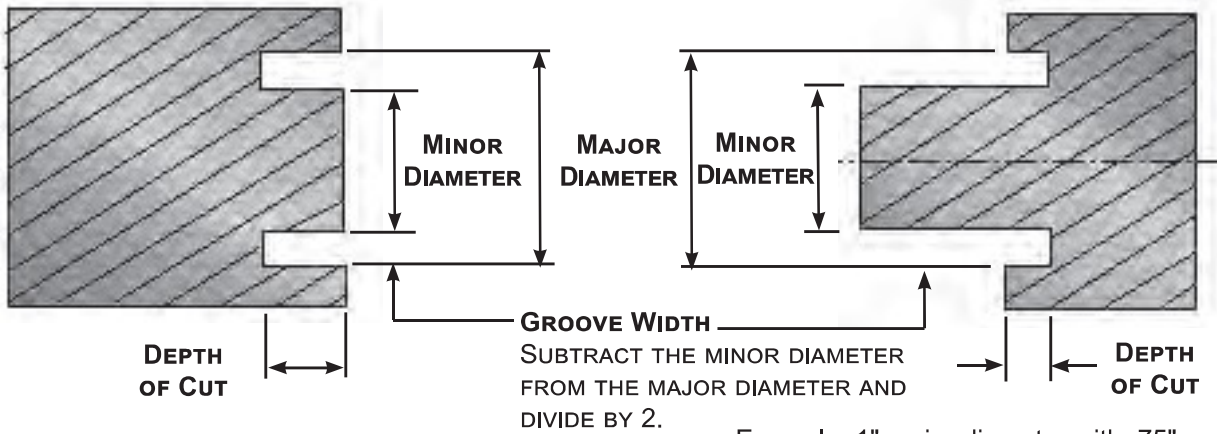 MINOR
DIAMETER
MAJOR
DIAMETER
MINOR
DIAMETER
GROOVE WIDTH
SUBTRACT THE MINOR DIAMETER
FROM THE MAJOR DIAMETER AND
DIVIDE BY 2.
DEPTH
OF CUT
DEPTH
OF CUT